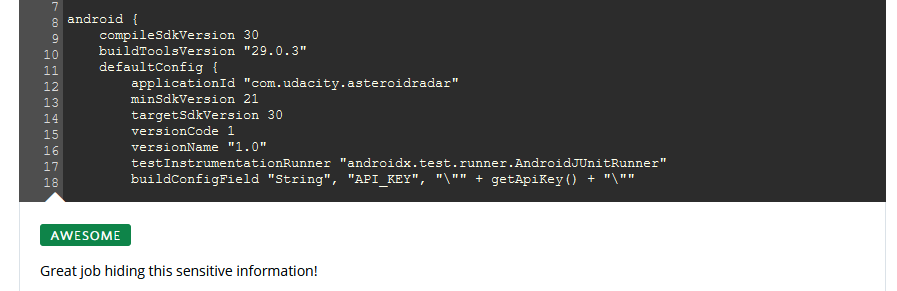 7
8 android {
9     compileSdkVersion 30
10     buildToolsVersion "29.0.3"
11     defaultConfig {
12         applicationId "com.udacity.asteroidradar"
13         minSdkVersion 21
14         targetSdkVersion 30
15         versionCode 1
16         versionName "1.0"
17         testInstrumentationRunner "androidx.test.runner.AndroidJUnitRunner"
18         buildConfigField "String", "API_KEY", "\"" + getApiKey() + "\""
AWESOME
Great job hiding this sensitive information!